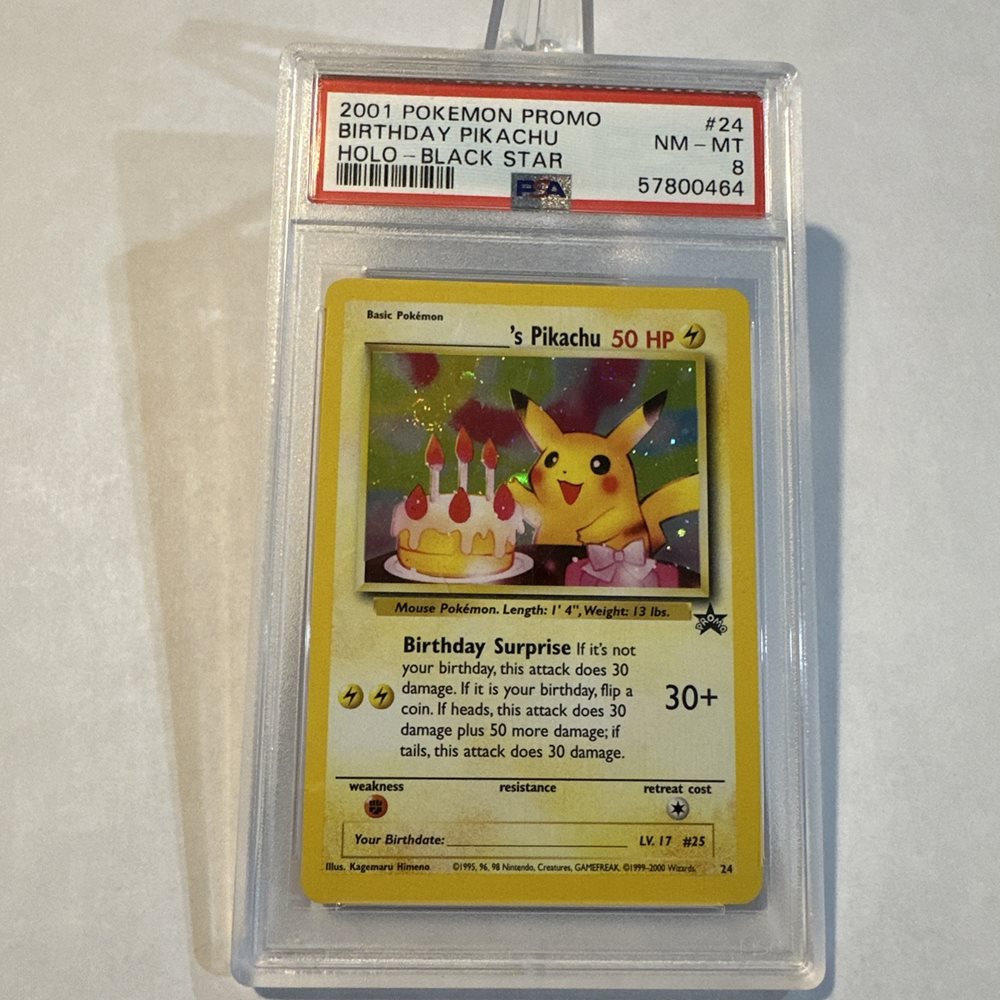 2001 POKEMON PROMO #24
BIRTHDAY PIKACHU NM - MT
HOLO - BLACK STAR 8
PSA 57800464
Basic Pokémon
________'s Pikachu 50 HP
Mouse Pokémon. Length: 1' 4", Weight: 13 lbs.
PROMO
Birthday Surprise If it's not
your birthday, this attack does 30
damage. If it is your birthday, flip a
coin. If heads, this attack does 30
damage plus 50 more damage; if
tails, this attack does 30 damage.
30+
weakness resistance retreat cost
Your Birthdate:________ LV. 17 #25
Illus. Kagemaru Himeno ©1995, 96, 98 Nintendo, Creatures, GAMEFREAK. ©1999-2000 Wizards. 24